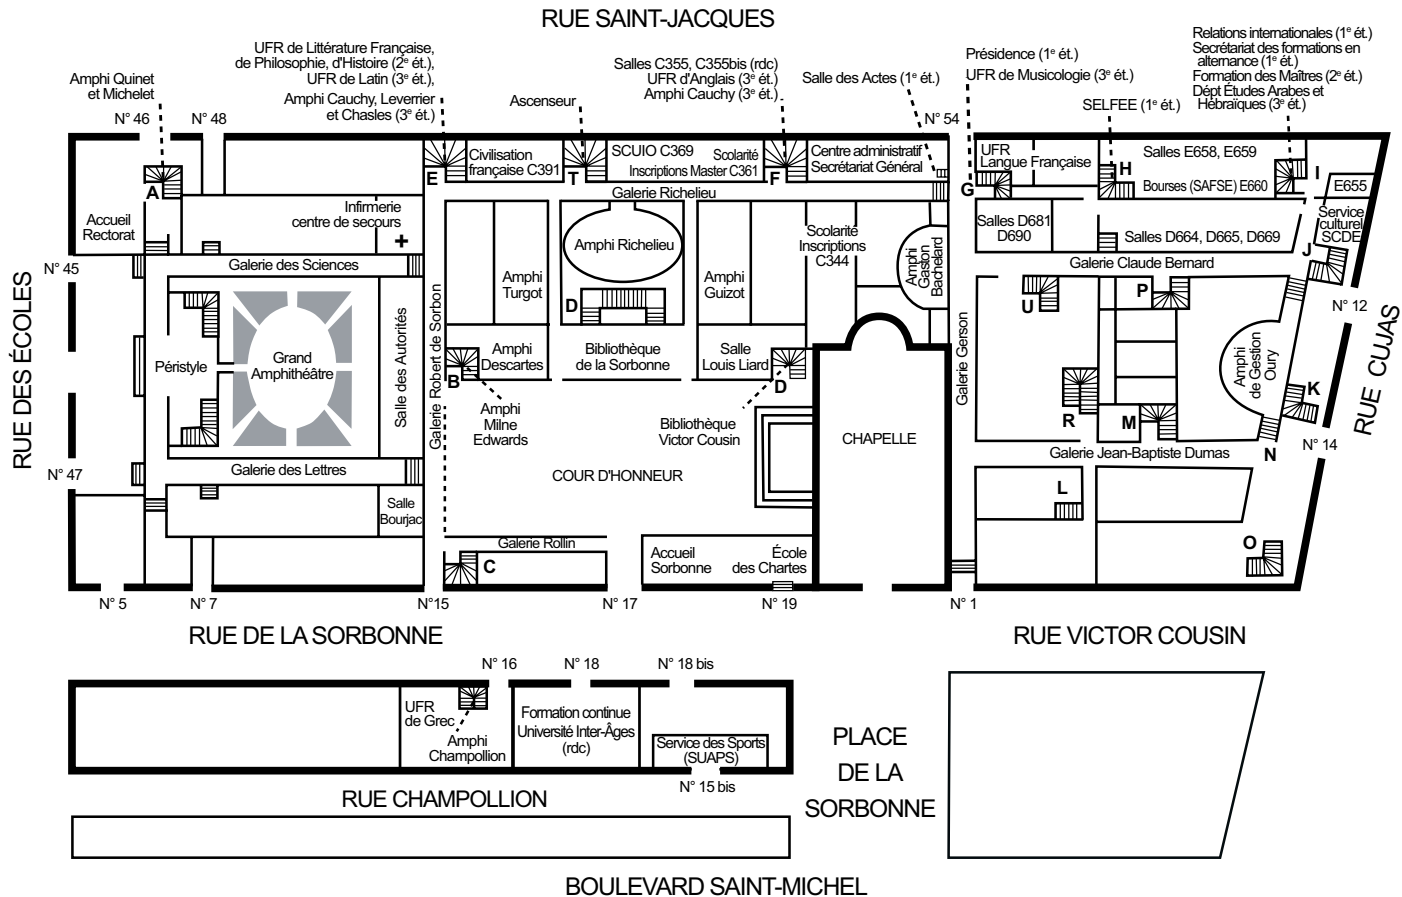 RUE SAINT-JACQUES
UFR de Littérature Française,
de Philosophie, d'Histoire (2e ét.),
UFR de Latin (3e ét.),
Amphi Cauchy, Leverrier
et Chasles (3e ét.)
Amphi Quinet
et Michelet
Ascenseur
Salles C355, C355bis (rdc)
UFR d'Anglais (3e ét.)
Amphi Cauchy (3e ét.)
Salle des Actes (1e ét.)
Présidence (1e ét.)
UFR de Musicologie (3e ét.)
SELFEE (1e ét.)
Relations internationales (1e ét.)
Secrétariat des formations en
alternance (1e ét.)
Formation des Maîtres (2e ét.)
Dépt Études Arabes et
Hébraïques (3e ét.)
N° 46
N° 48
N° 54
A
E
Civilisation
française C391
T
SCUIO C369
Scolarité
Inscriptions Master C361
F
Centre administratif
Secrétariat Général
G
UFR
Langue Française
H
Salles E658, E659
Bourses (SAFSE) E660
I
E655
Galerie Richelieu
Accueil
Rectorat
Infirmerie
centre de secours
+
Amphi Richelieu
Scolarité
Inscriptions
C344
Amphi
Gaston
Bachelard
Salles D681
D690
Salles D664, D665, D669
Service
culturel
SCDE
J
N° 45
Galerie des Sciences
Galerie Claude Bernard
Amphi
Turgot
D
Amphi
Guizot
U
P
N° 12
RUE DES ÉCOLES
Péristyle
Grand
Amphithéâtre
Salle des Autorités
Galerie Robert de Sorbon
B
Amphi
Descartes
Bibliothèque
de la Sorbonne
Salle
Louis Liard
D
Galerie Gerson
Amphi
de Gestion
Oury
K
RUE CUJAS
Amphi
Milne
Edwards
Bibliothèque
Victor Cousin
CHAPELLE
R
M
N
N° 14
N° 47
Galerie des Lettres
COUR D'HONNEUR
Galerie Jean-Baptiste Dumas
Salle
Bourjac
L
Galerie Rollin
C
Accueil
Sorbonne
École
des Chartes
O
N° 5
N° 7
N°15
N° 17
N° 19
N° 1
RUE DE LA SORBONNE
RUE VICTOR COUSIN
N° 16
N° 18
N° 18 bis
UFR
de Grec
Amphi
Champollion
Formation continue
Université Inter-Âges
(rdc)
Service des Sports
(SUAPS)
N° 15 bis
PLACE
DE LA
SORBONNE
RUE CHAMPOLLION
BOULEVARD SAINT-MICHEL